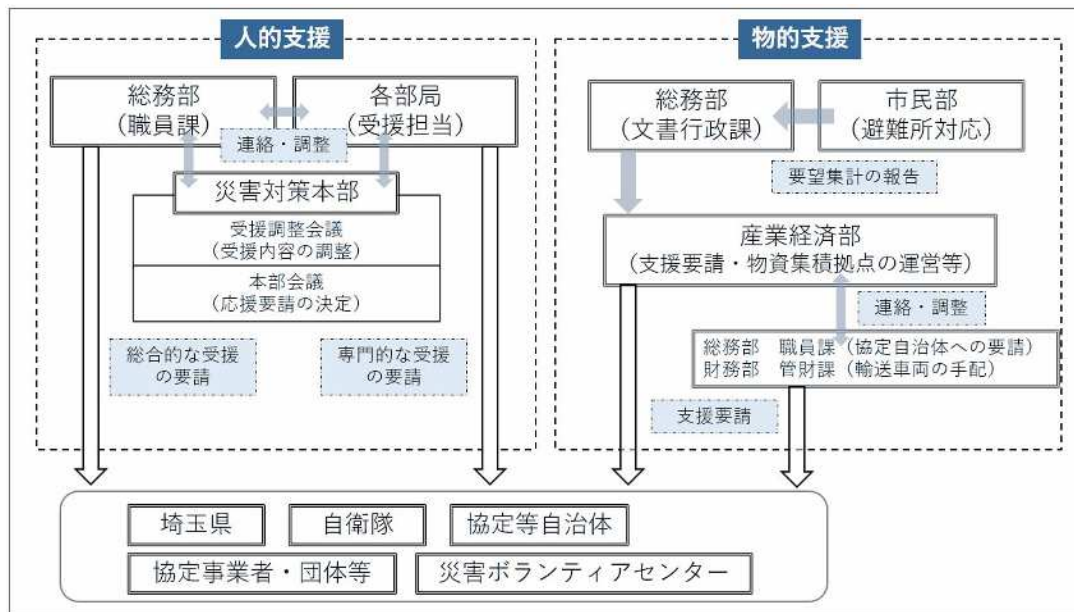 人的支援
総務部
（職員課）
各部局
（受援担当）
連絡・調整
災害対策本部
受援調整会議
（受援内容の調整）
本部会議
（応援要請の決定）
総合的な受援
の要請
専門的な受援
の要請
物的支援
総務部
（文書行政課）
市民部
（避難所対応）
要望集計の報告
産業経済部
（支援要請・物資集積拠点の運営等）
連絡・調整
総務部　職員課（協定自治体への要請）
財務部　管財課（輸送車両の手配）
支援要請
埼玉県
自衛隊
協定等自治体
協定事業者・団体等
災害ボランティアセンター